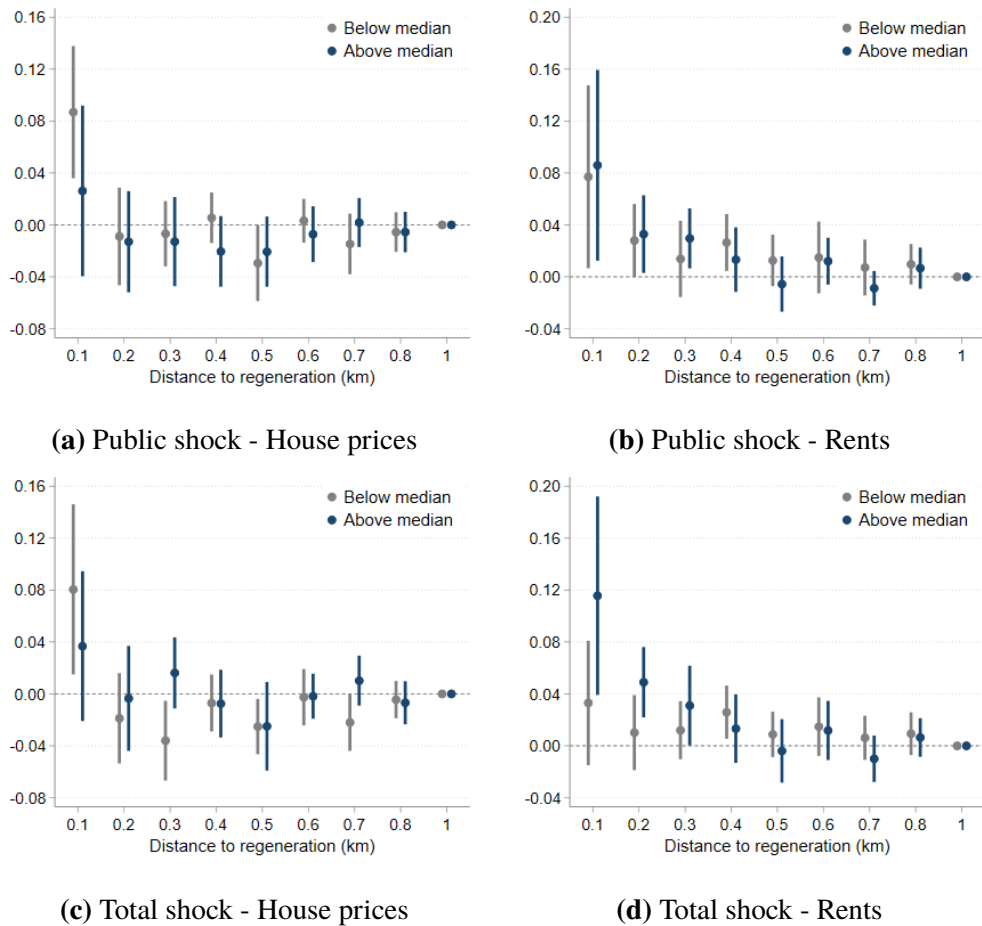 0.16
0.12
0.08
0.04
0.00
-0.04
-0.08
Below median
Above median
0.1 0.2 0.3 0.4 0.5 0.6 0.7 0.8 1
Distance to regeneration (km)
(a) Public shock - House prices
0.20
0.16
0.12
0.08
0.04
0.00
-0.04
Below median
Above median
0.1 0.2 0.3 0.4 0.5 0.6 0.7 0.8 1
Distance to regeneration (km)
(b) Public shock - Rents
0.16
0.12
0.08
0.04
0.00
-0.04
-0.08
Below median
Above median
0.1 0.2 0.3 0.4 0.5 0.6 0.7 0.8 1
Distance to regeneration (km)
(c) Total shock - House prices
0.20
0.16
0.12
0.08
0.04
0.00
-0.04
Below median
Above median
0.1 0.2 0.3 0.4 0.5 0.6 0.7 0.8 1
Distance to regeneration (km)
(d) Total shock - Rents